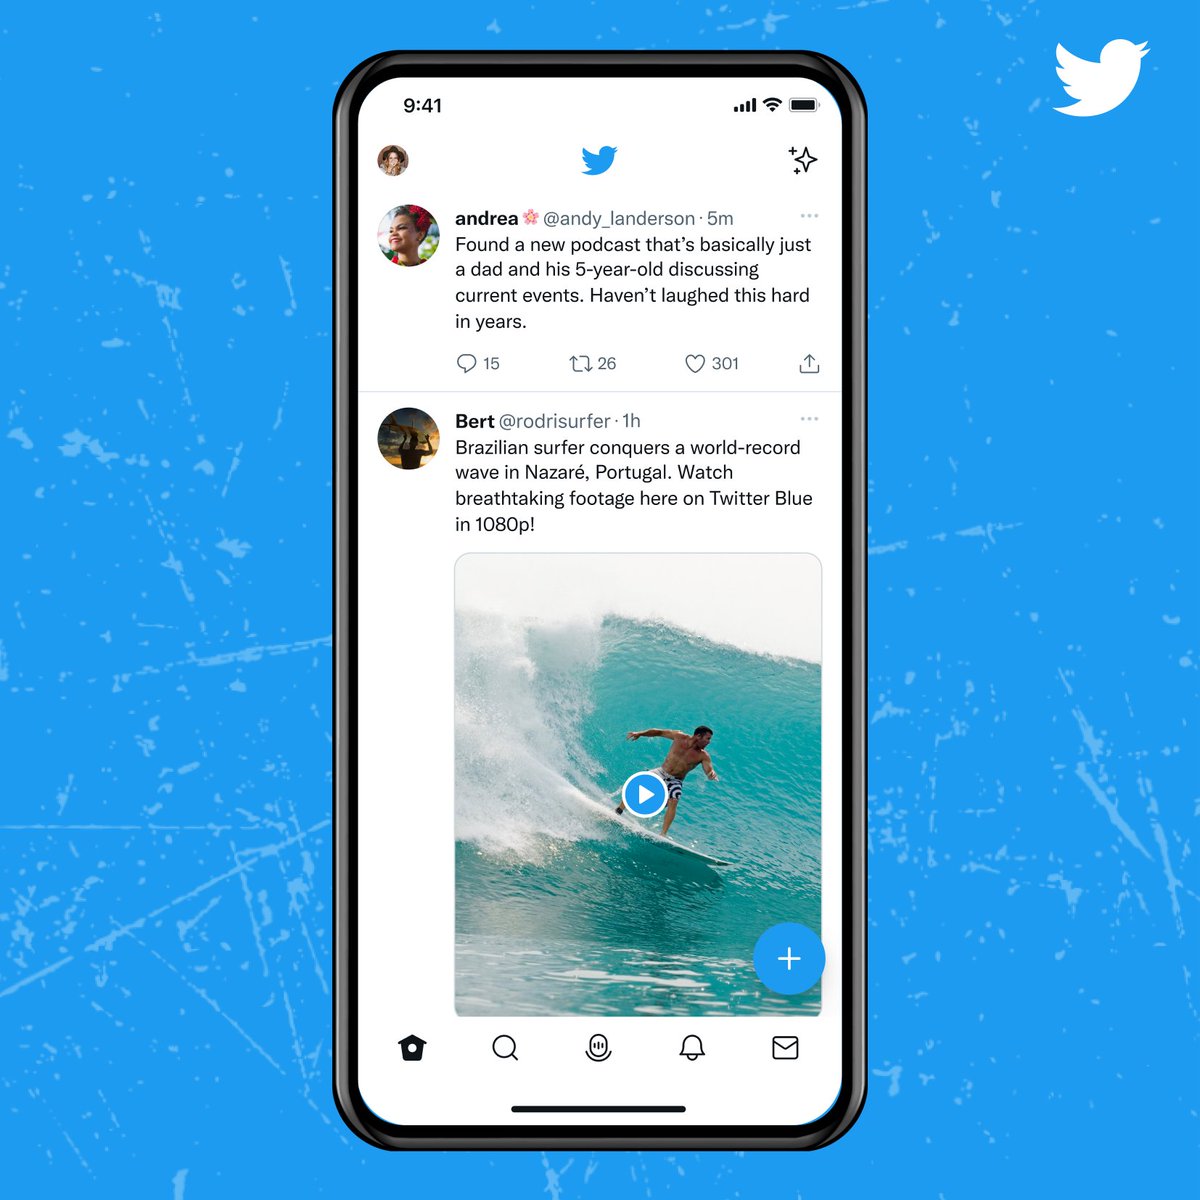 9:41
andrea🌸 @andy_landerson · 5m
Found a new podcast that’s basically just
a dad and his 5-year-old discussing
current events. Haven’t laughed this hard
in years.
15 26 301
Bert @rodrisurfer · 1h
Brazilian surfer conquers a world-record
wave in Nazaré, Portugal. Watch
breathtaking footage here on Twitter Blue
in 1080p!